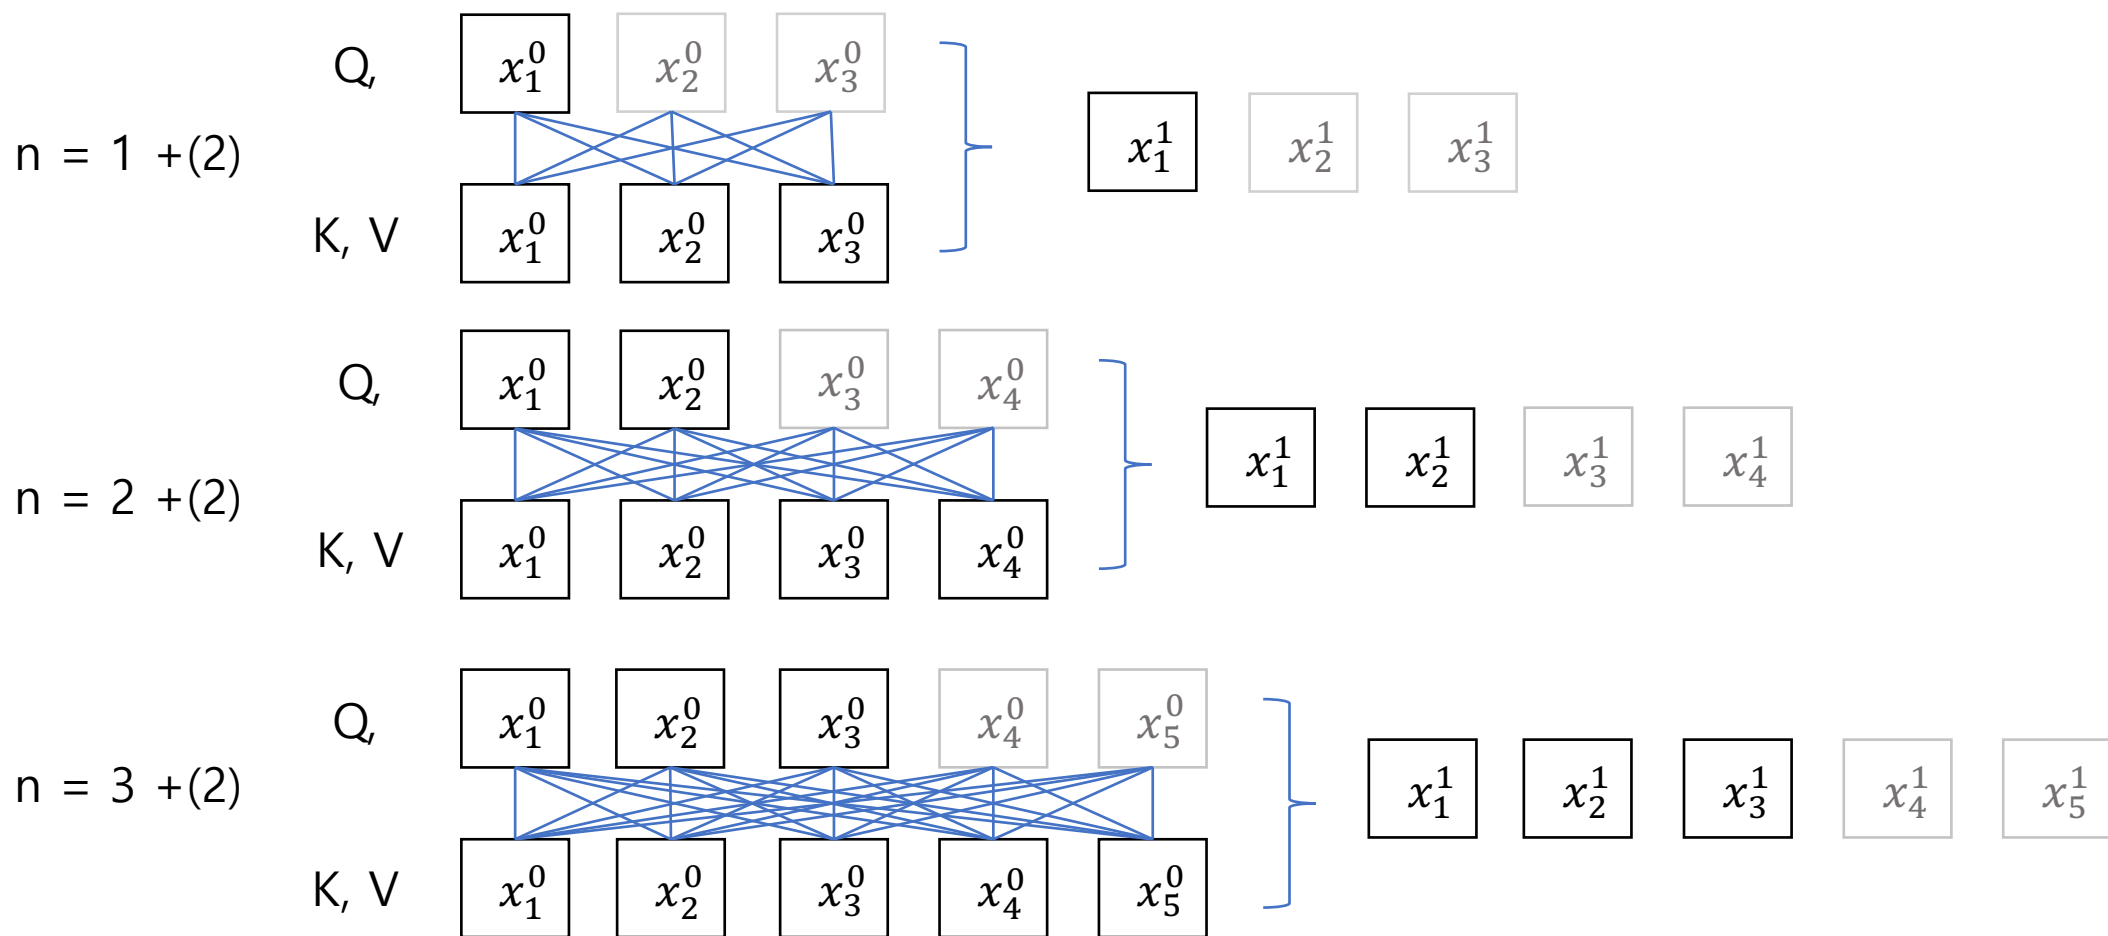 Q, x_1^0 x_2^0 x_3^0
n = 1 +(2) x_1^1 x_2^1 x_3^1
K, V x_1^0 x_2^0 x_3^0
Q, x_1^0 x_2^0 x_3^0 x_4^0
x_1^1 x_2^1 x_3^1 x_4^1
n = 2 +(2)
K, V x_1^0 x_2^0 x_3^0 x_4^0
Q, x_1^0 x_2^0 x_3^0 x_4^0 x_5^0
n = 3 +(2) x_1^1 x_2^1 x_3^1 x_4^1 x_5^1
K, V x_1^0 x_2^0 x_3^0 x_4^0 x_5^0